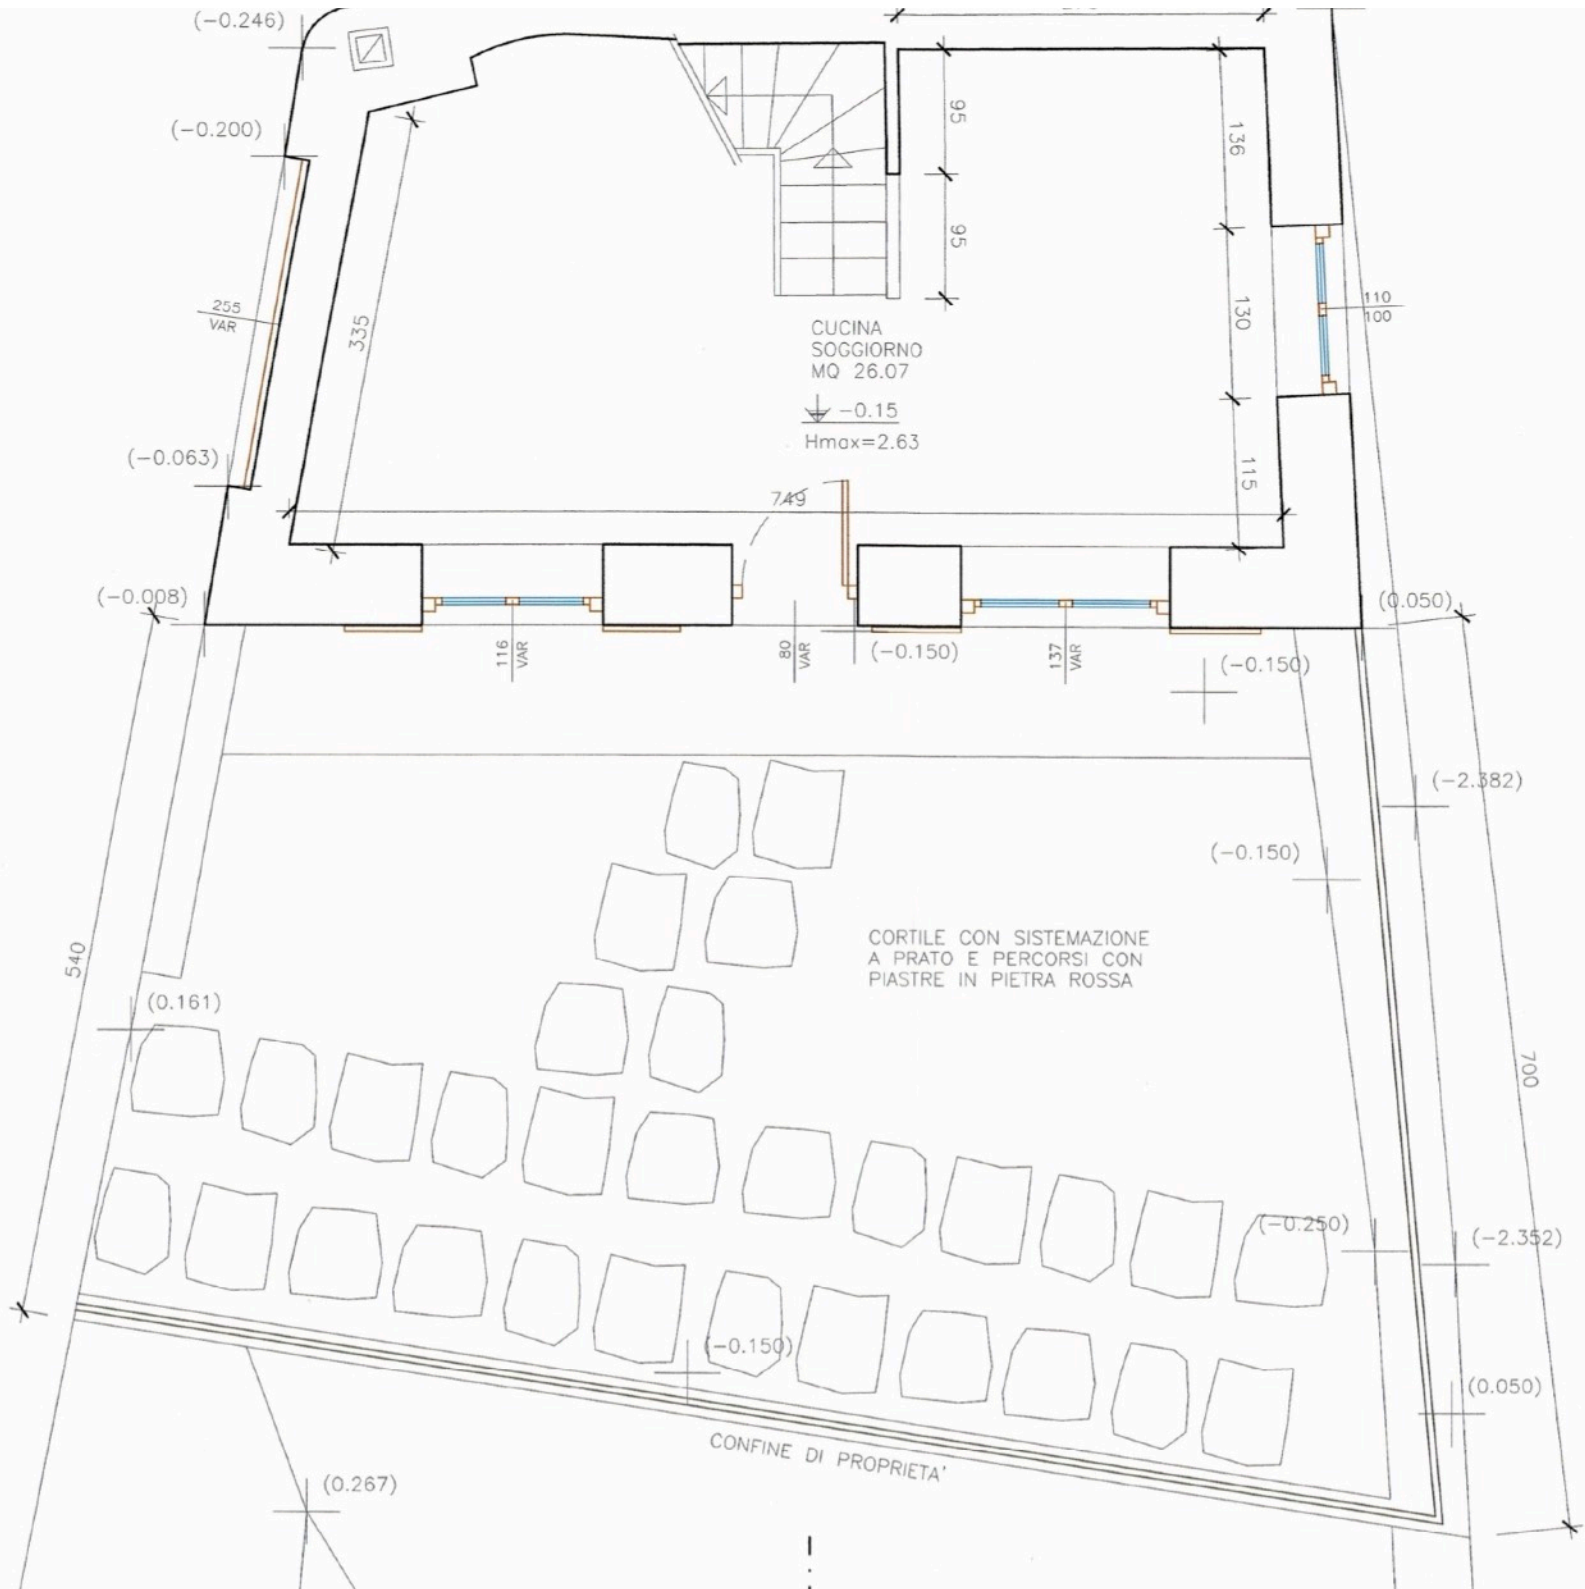 (-0.246)
(-0.200)
95
136
95
255
VAR
335
130
110
100
CUCINA
SOGGIORNO
MQ 26.07
-0.15
Hmax=2.63
(-0.063)
115
749
(-0.008)
(0.050)
116
VAR
80
VAR
(-0.150)
137
VAR
(-0.150)
(-2.382)
(-0.150)
540
CORTILE CON SISTEMAZIONE
A PRATO E PERCORSI CON
PIASTRE IN PIETRA ROSSA
(0.161)
700
(-0.250)
(-2.352)
(-0.150)
(0.050)
CONFINE DI PROPRIETA'
(0.267)